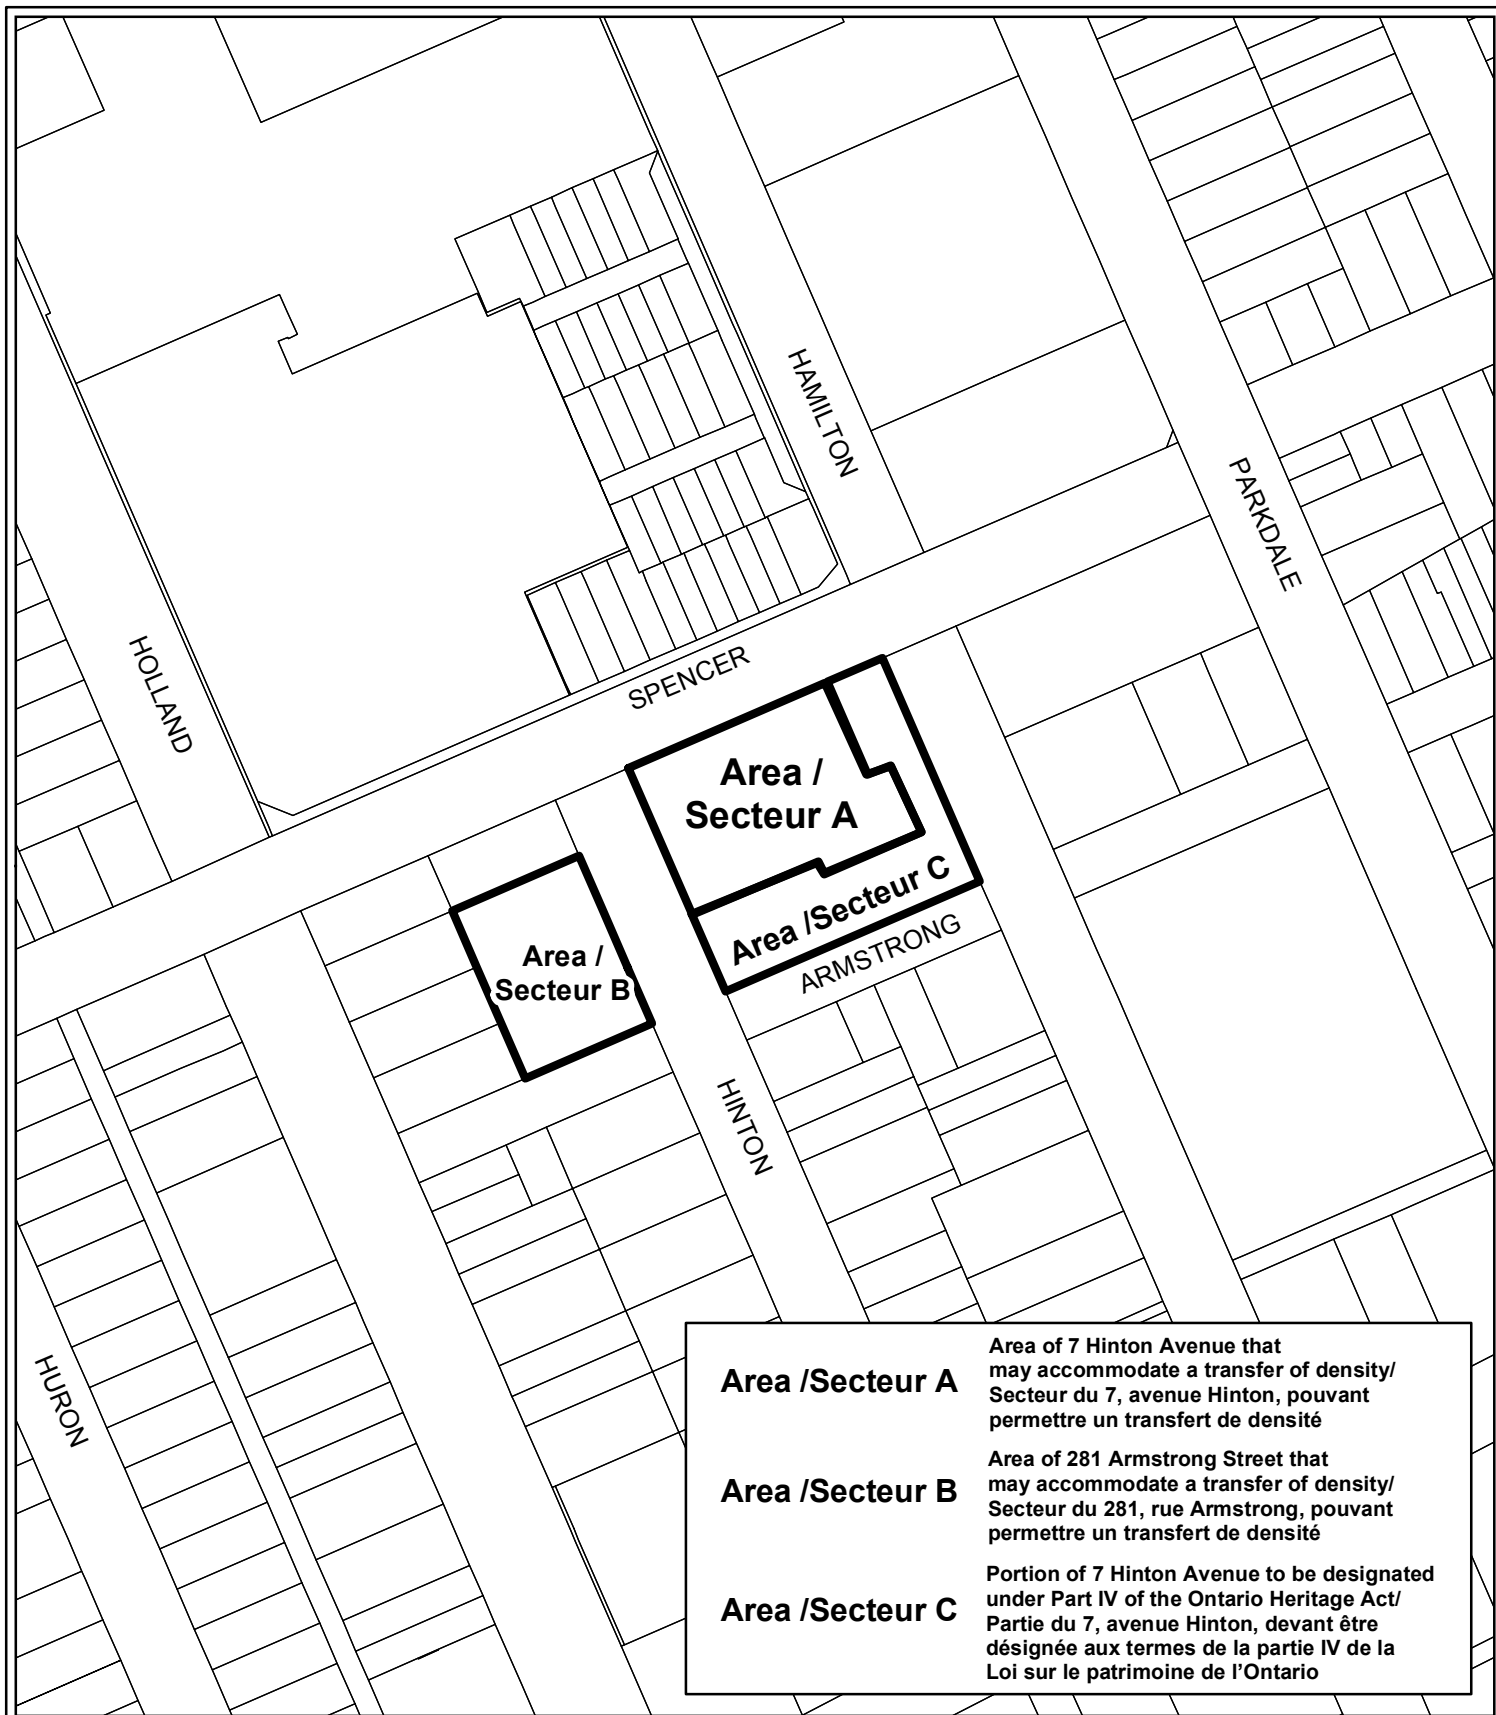 HAMILTON
PARKDALE
HOLLAND
SPENCER
Area /
Secteur A
Area /Secteur C
ARMSTRONG
Area /
Secteur B
HINTON
HURON
Area /Secteur A
Area of 7 Hinton Avenue that
may accommodate a transfer of density/
Secteur du 7, avenue Hinton, pouvant
permettre un transfert de densité
Area /Secteur B
Area of 281 Armstrong Street that
may accommodate a transfer of density/
Secteur du 281, rue Armstrong, pouvant
permettre un transfert de densité
Area /Secteur C
Portion of 7 Hinton Avenue to be designated
under Part IV of the Ontario Heritage Act/
Partie du 7, avenue Hinton, devant être
désignée aux termes de la partie IV de la
Loi sur le patrimoine de l’Ontario